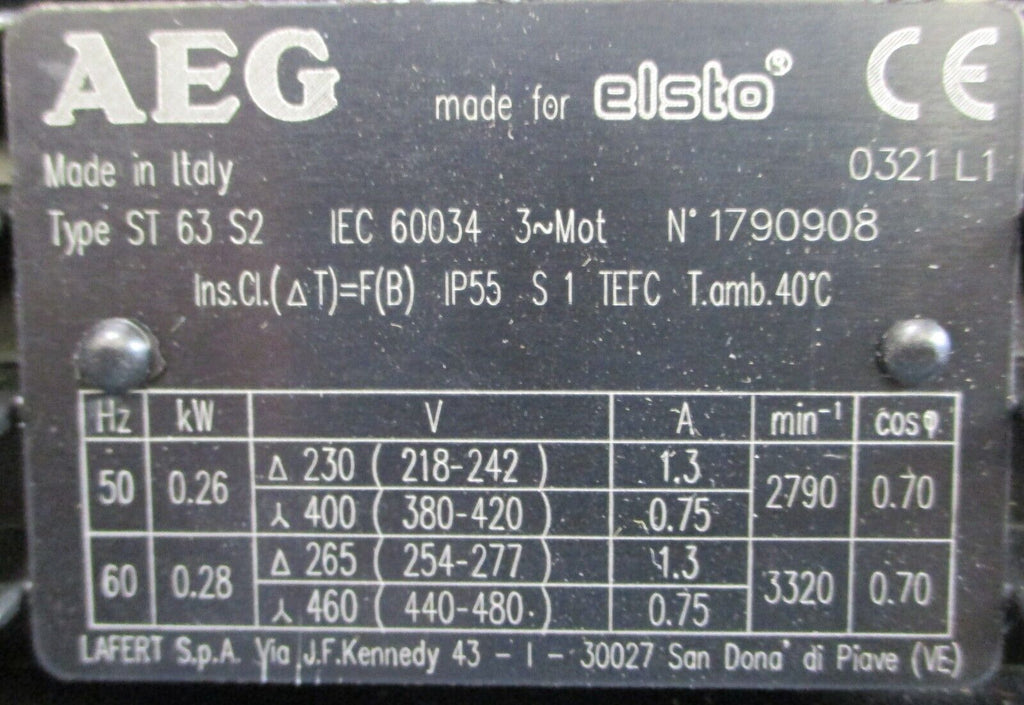 AEG made for elsto® CE
Made in Italy 0321 L1
Type ST 63 S2 IEC 60034 3~Mot N° 1790908
Ins.Cl.(ΔT)=F(B) IP55 S 1 TEFC T.amb.40°C
Hz kW V A min⁻¹ cosφ
50 0.26 Δ 230 ( 218-242 ) 1.3 2790 0.70
⅄ 400 ( 380-420 ) 0.75
60 0.28 Δ 265 ( 254-277 ) 1.3 3320 0.70
⅄ 460 ( 440-480 ) 0.75
LAFERT S.p.A. Via J.F.Kennedy 43 - I - 30027 San Dona' di Piave (VE)